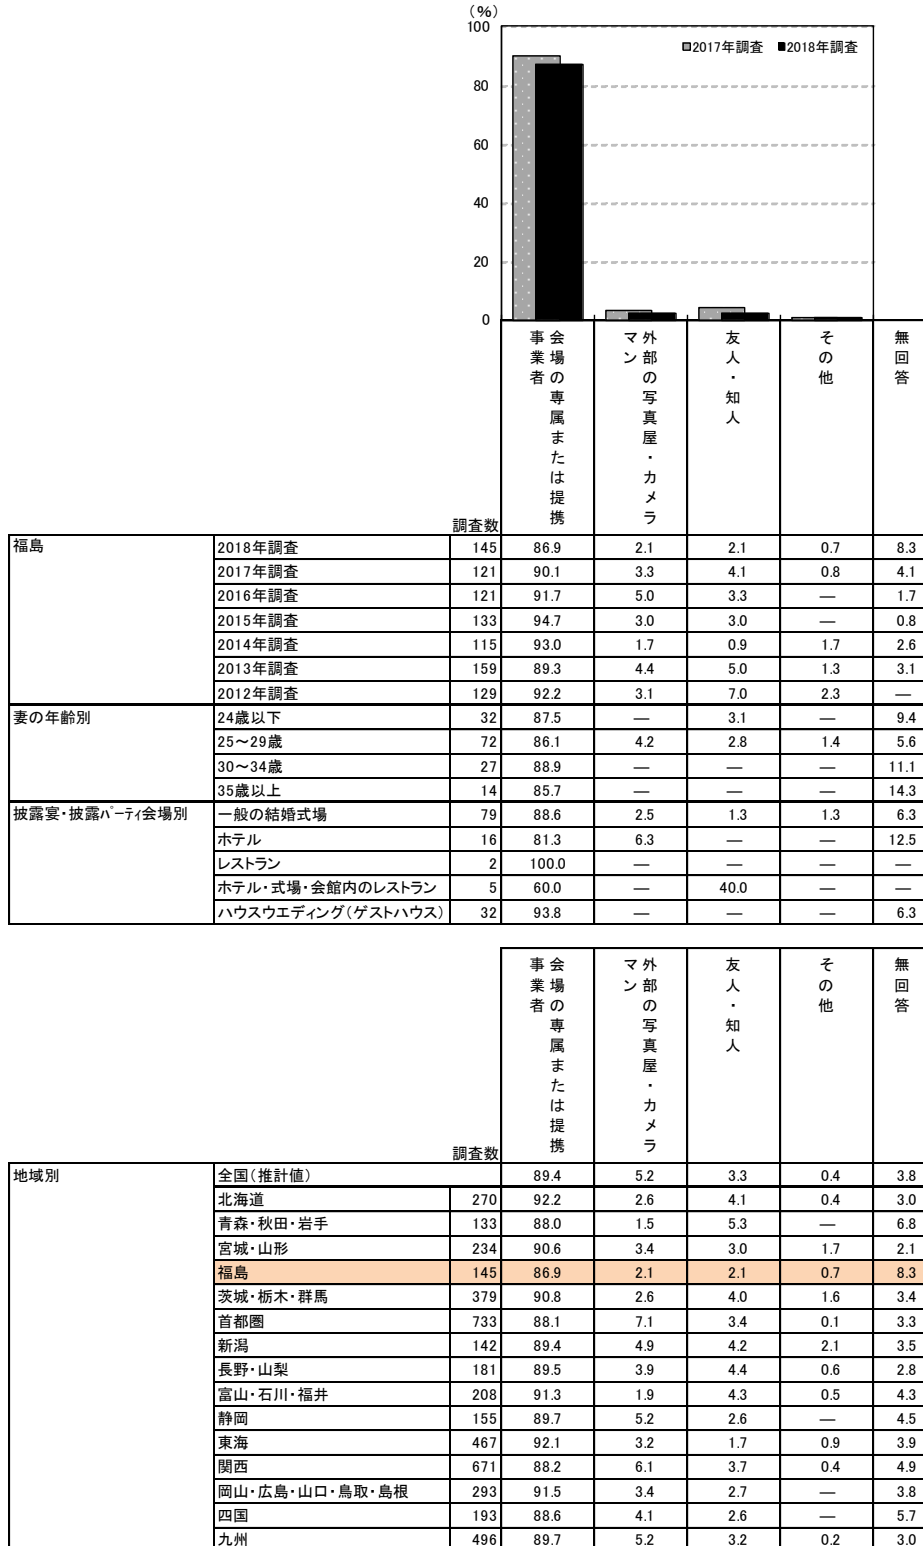 (%)
100
80
60
40
20
0
2017年調査 2018年調査
会場の専属または提携事業者
外部の写真屋・カメラマン
友人・知人
その他
無回答
調査数
福島 2018年調査 145 86.9 2.1 2.1 0.7 8.3
2017年調査 121 90.1 3.3 4.1 0.8 4.1
2016年調査 121 91.7 5.0 3.3 — 1.7
2015年調査 133 94.7 3.0 3.0 — 0.8
2014年調査 115 93.0 1.7 0.9 1.7 2.6
2013年調査 159 89.3 4.4 5.0 1.3 3.1
2012年調査 129 92.2 3.1 7.0 2.3 —
妻の年齢別 24歳以下 32 87.5 — 3.1 — 9.4
25~29歳 72 86.1 4.2 2.8 1.4 5.6
30~34歳 27 88.9 — — — 11.1
35歳以上 14 85.7 — — — 14.3
披露宴・披露パーティ会場別 一般の結婚式場 79 88.6 2.5 1.3 1.3 6.3
ホテル 16 81.3 6.3 — — 12.5
レストラン 2 100.0 — — — —
ホテル・式場・会館内のレストラン 5 60.0 — 40.0 — —
ハウスウエディング(ゲストハウス) 32 93.8 — — — 6.3
会場の専属または提携事業者
外部の写真屋・カメラマン
友人・知人
その他
無回答
調査数
地域別 全国(推計値) 89.4 5.2 3.3 0.4 3.8
北海道 270 92.2 2.6 4.1 0.4 3.0
青森・秋田・岩手 133 88.0 1.5 5.3 — 6.8
宮城・山形 234 90.6 3.4 3.0 1.7 2.1
福島 145 86.9 2.1 2.1 0.7 8.3
茨城・栃木・群馬 379 90.8 2.6 4.0 1.6 3.4
首都圏 733 88.1 7.1 3.4 0.1 3.3
新潟 142 89.4 4.9 4.2 2.1 3.5
長野・山梨 181 89.5 3.9 4.4 0.6 2.8
富山・石川・福井 208 91.3 1.9 4.3 0.5 4.3
静岡 155 89.7 5.2 2.6 — 4.5
東海 467 92.1 3.2 1.7 0.9 3.9
関西 671 88.2 6.1 3.7 0.4 4.9
岡山・広島・山口・鳥取・島根 293 91.5 3.4 2.7 — 3.8
四国 193 88.6 4.1 2.6 — 5.7
九州 496 89.7 5.2 3.2 0.2 3.0